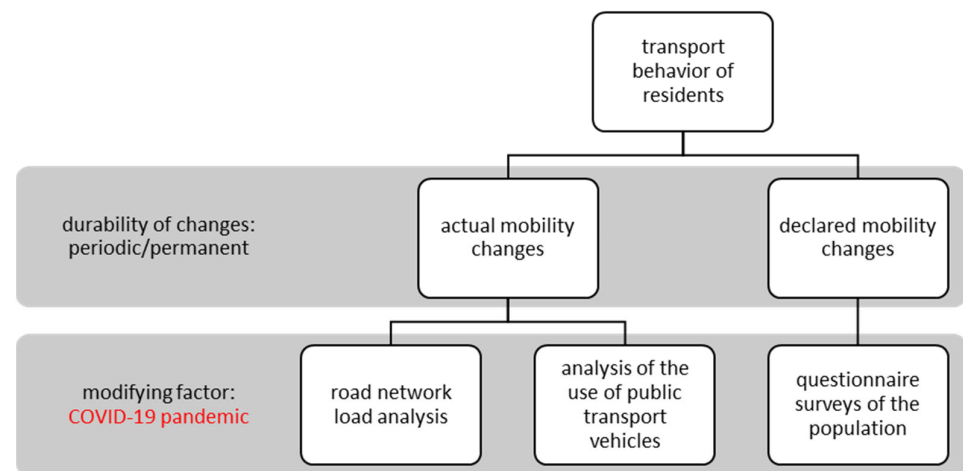 transport
behavior of
residents
durability of changes:
periodic/permanent
actual mobility
changes
declared mobility
changes
modifying factor:
COVID-19 pandemic
road network
load analysis
analysis of the
use of public
transport
vehicles
questionnaire
surveys of the
population